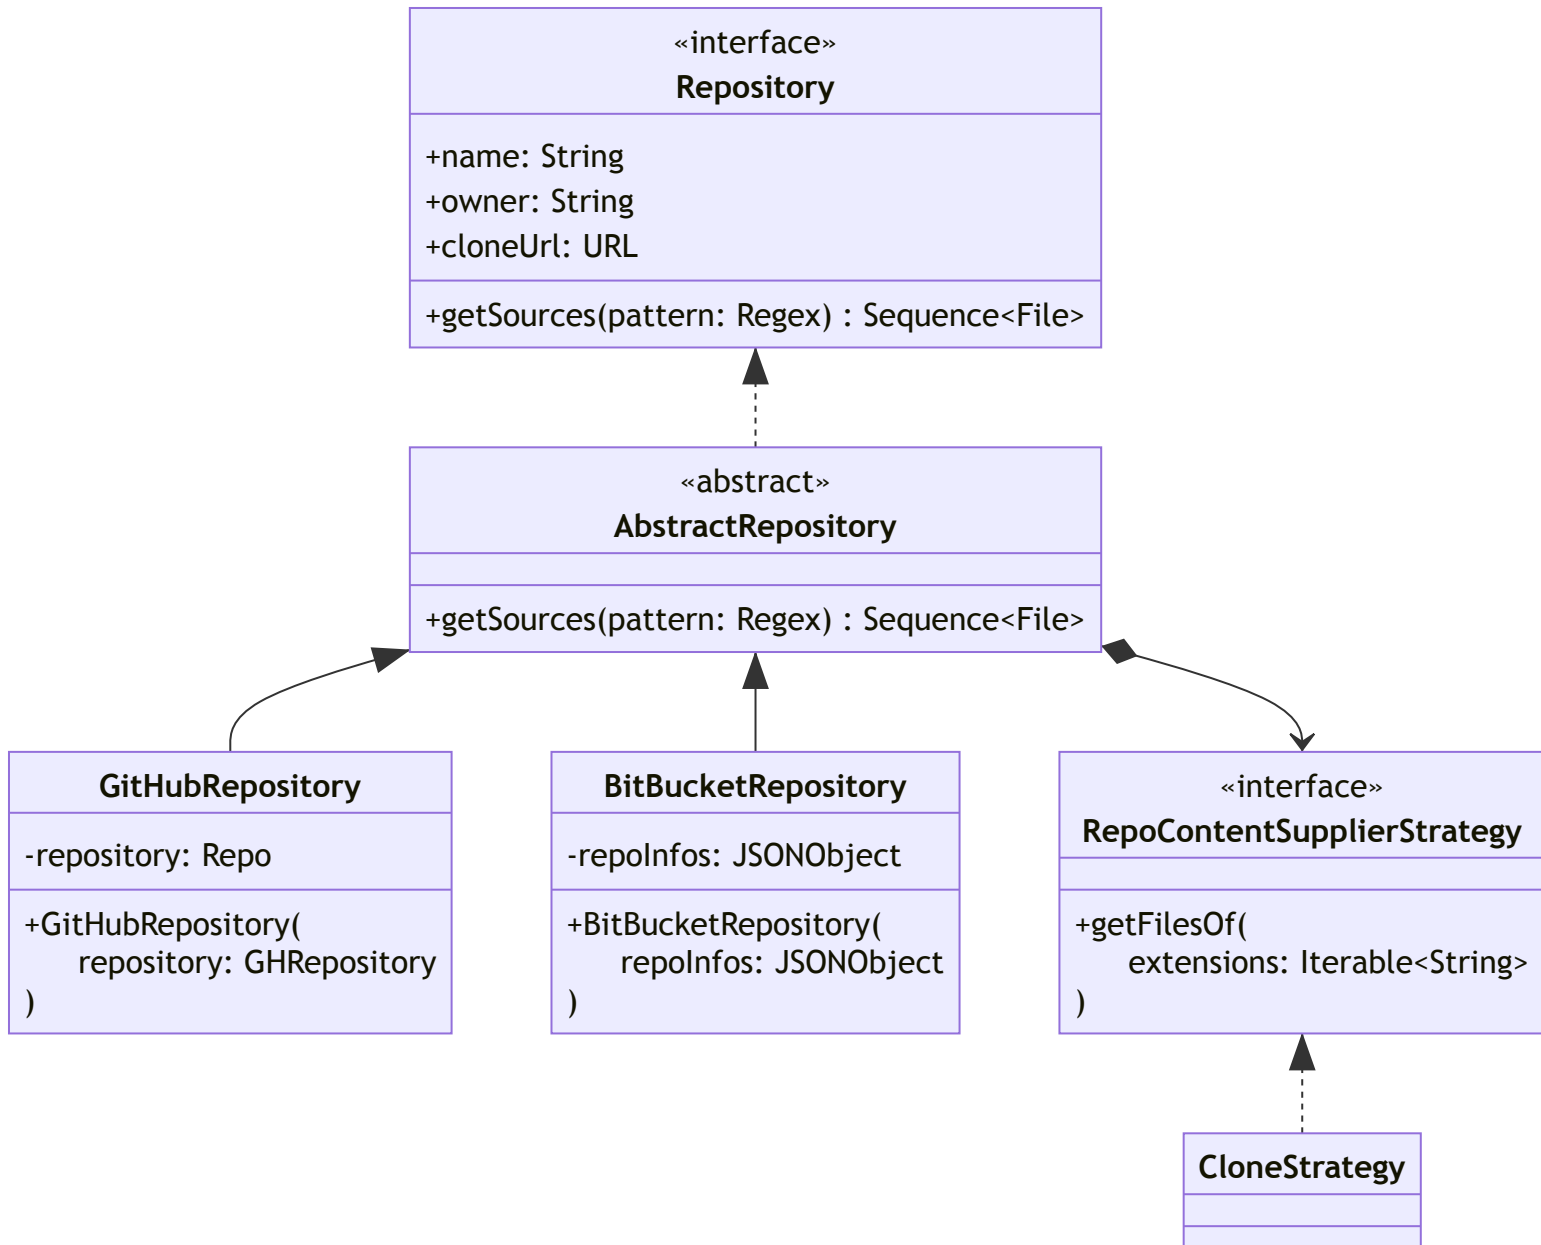 «interface»
Repository
+name: String
+owner: String
+cloneUrl: URL
+getSources(pattern: Regex) : Sequence<File>
«abstract»
AbstractRepository
+getSources(pattern: Regex) : Sequence<File>
GitHubRepository
-repository: Repo
+GitHubRepository(
repository: GHRepository
)
BitBucketRepository
-repoInfos: JSONObject
+BitBucketRepository(
repoInfos: JSONObject
)
«interface»
RepoContentSupplierStrategy
+getFilesOf(
extensions: Iterable<String>
)
CloneStrategy